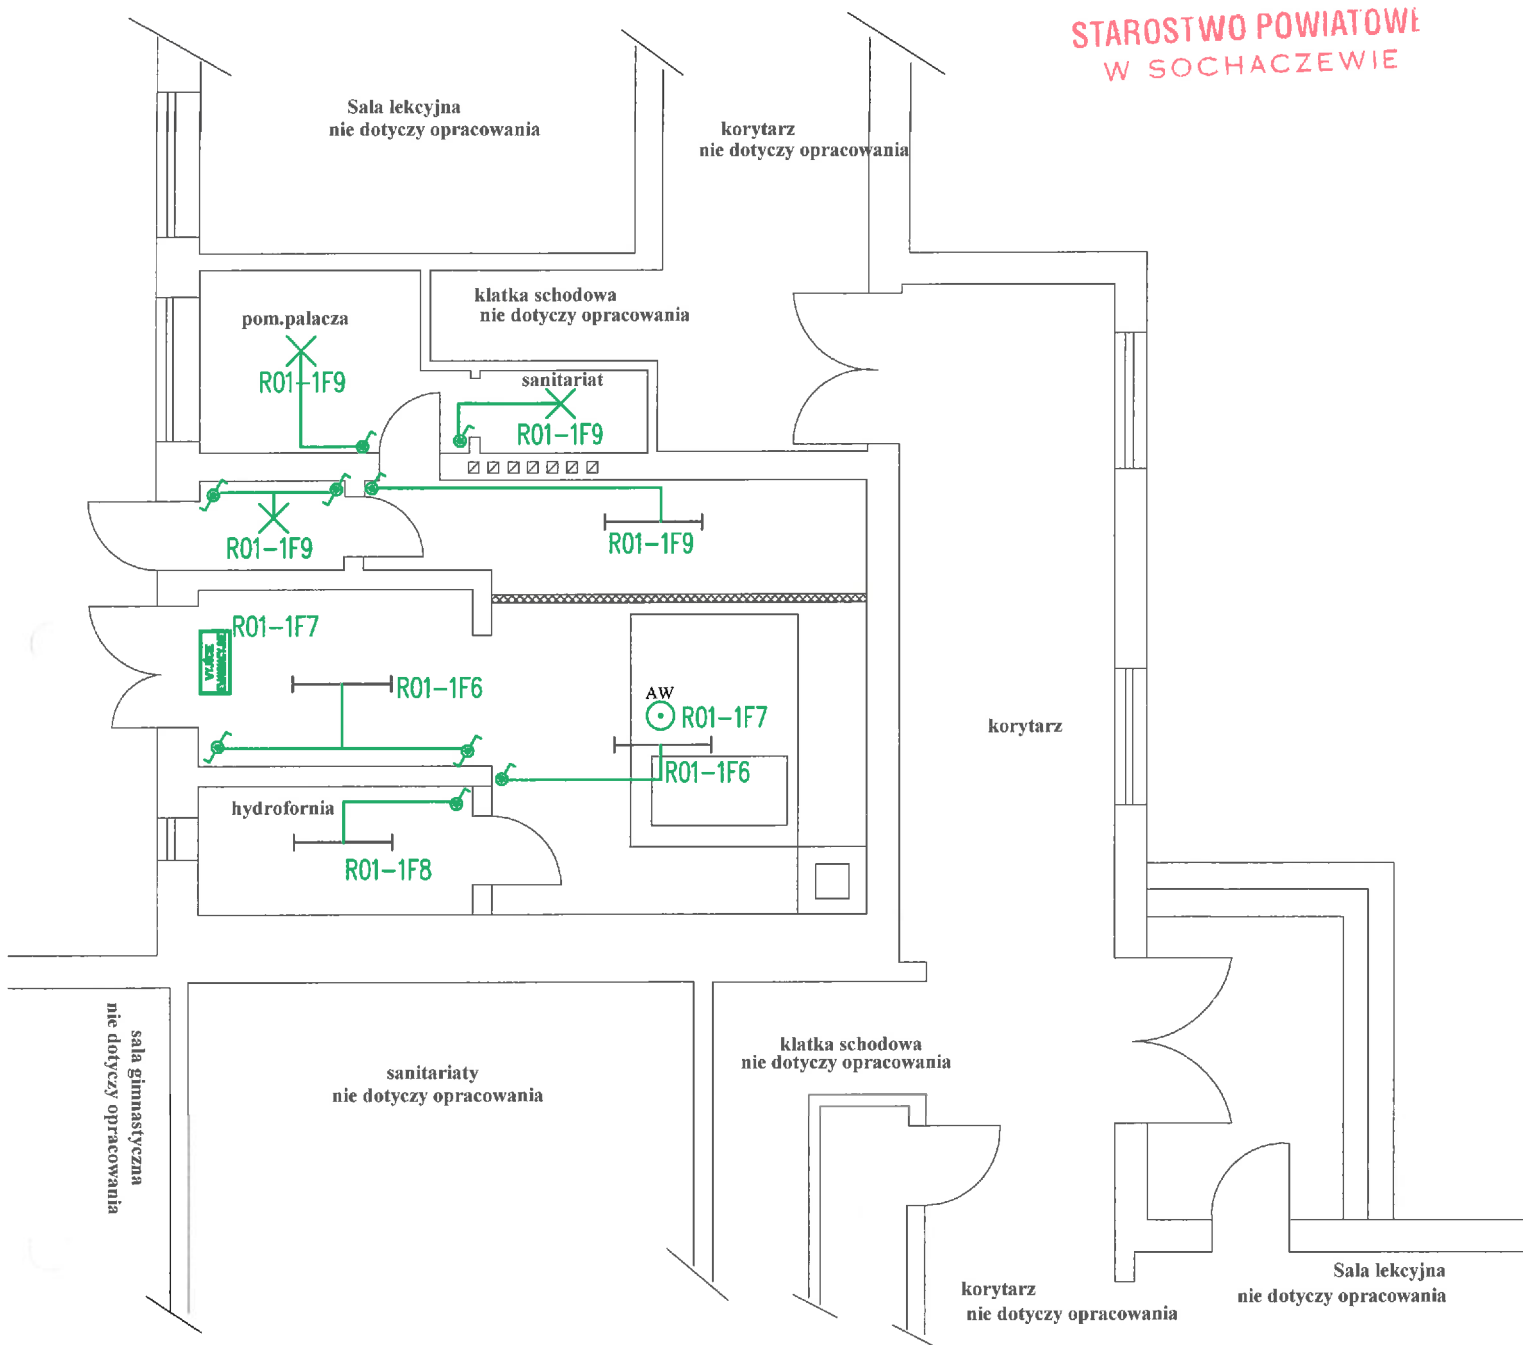 STAROSTWO POWIATOWE
W SOCHACZEWIE
Sala lekcyjna
nie dotyczy opracowania
korytarz
nie dotyczy opracowania
klatka schodowa
nie dotyczy opracowania
pom.palacza
R01-1F9
sanitariat
R01-1F9
R01-1F9
R01-1F9
R01-1F7
WYJŚCIE
R01-1F6
AW
R01-1F7
R01-1F6
korytarz
hydrofornia
R01-1F8
sala gimnastyczna
nie dotyczy opracowania
sanitariaty
nie dotyczy opracowania
klatka schodowa
nie dotyczy opracowania
korytarz
nie dotyczy opracowania
Sala lekcyjna
nie dotyczy opracowania